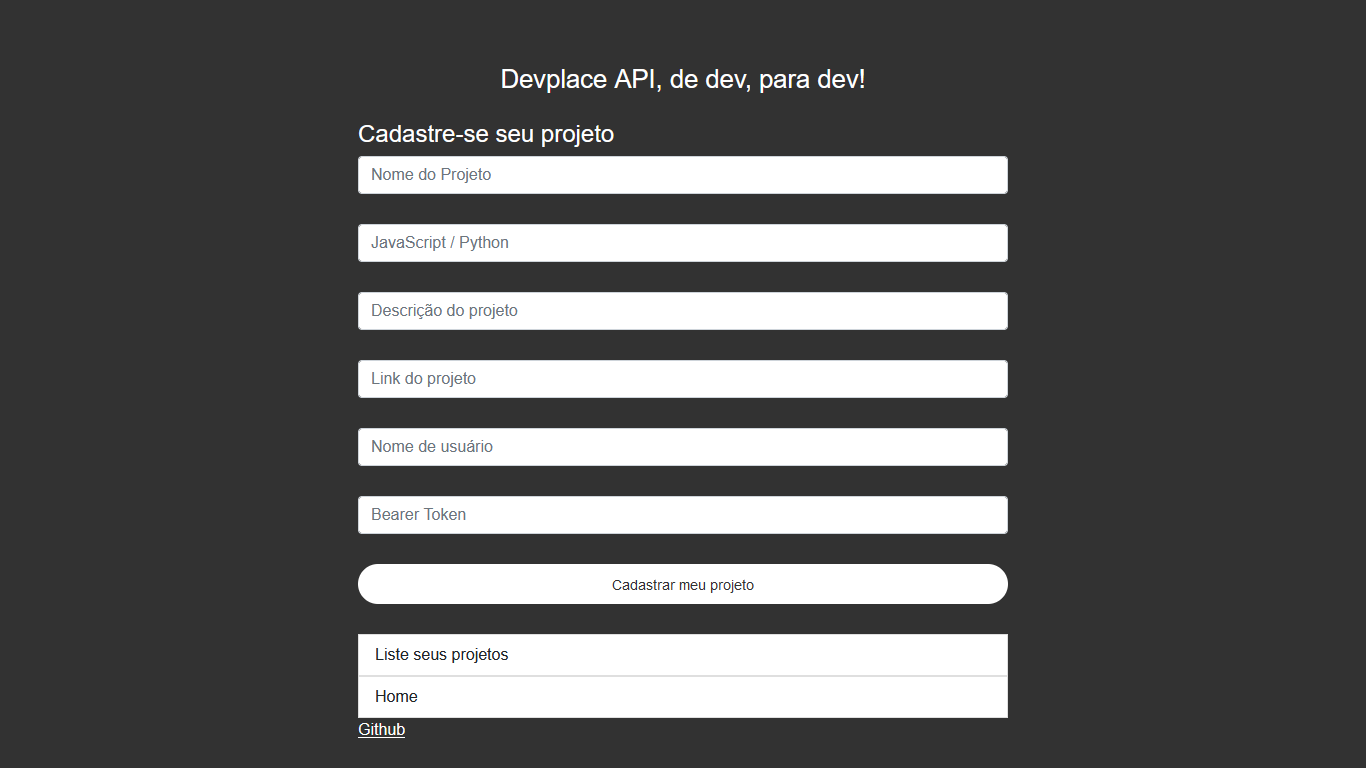 Devplace API, de dev, para dev!
Cadastre-se seu projeto
Nome do Projeto
JavaScript / Python
Descrição do projeto
Link do projeto
Nome de usuário
Bearer Token
Cadastrar meu projeto
Liste seus projetos
Home
Github